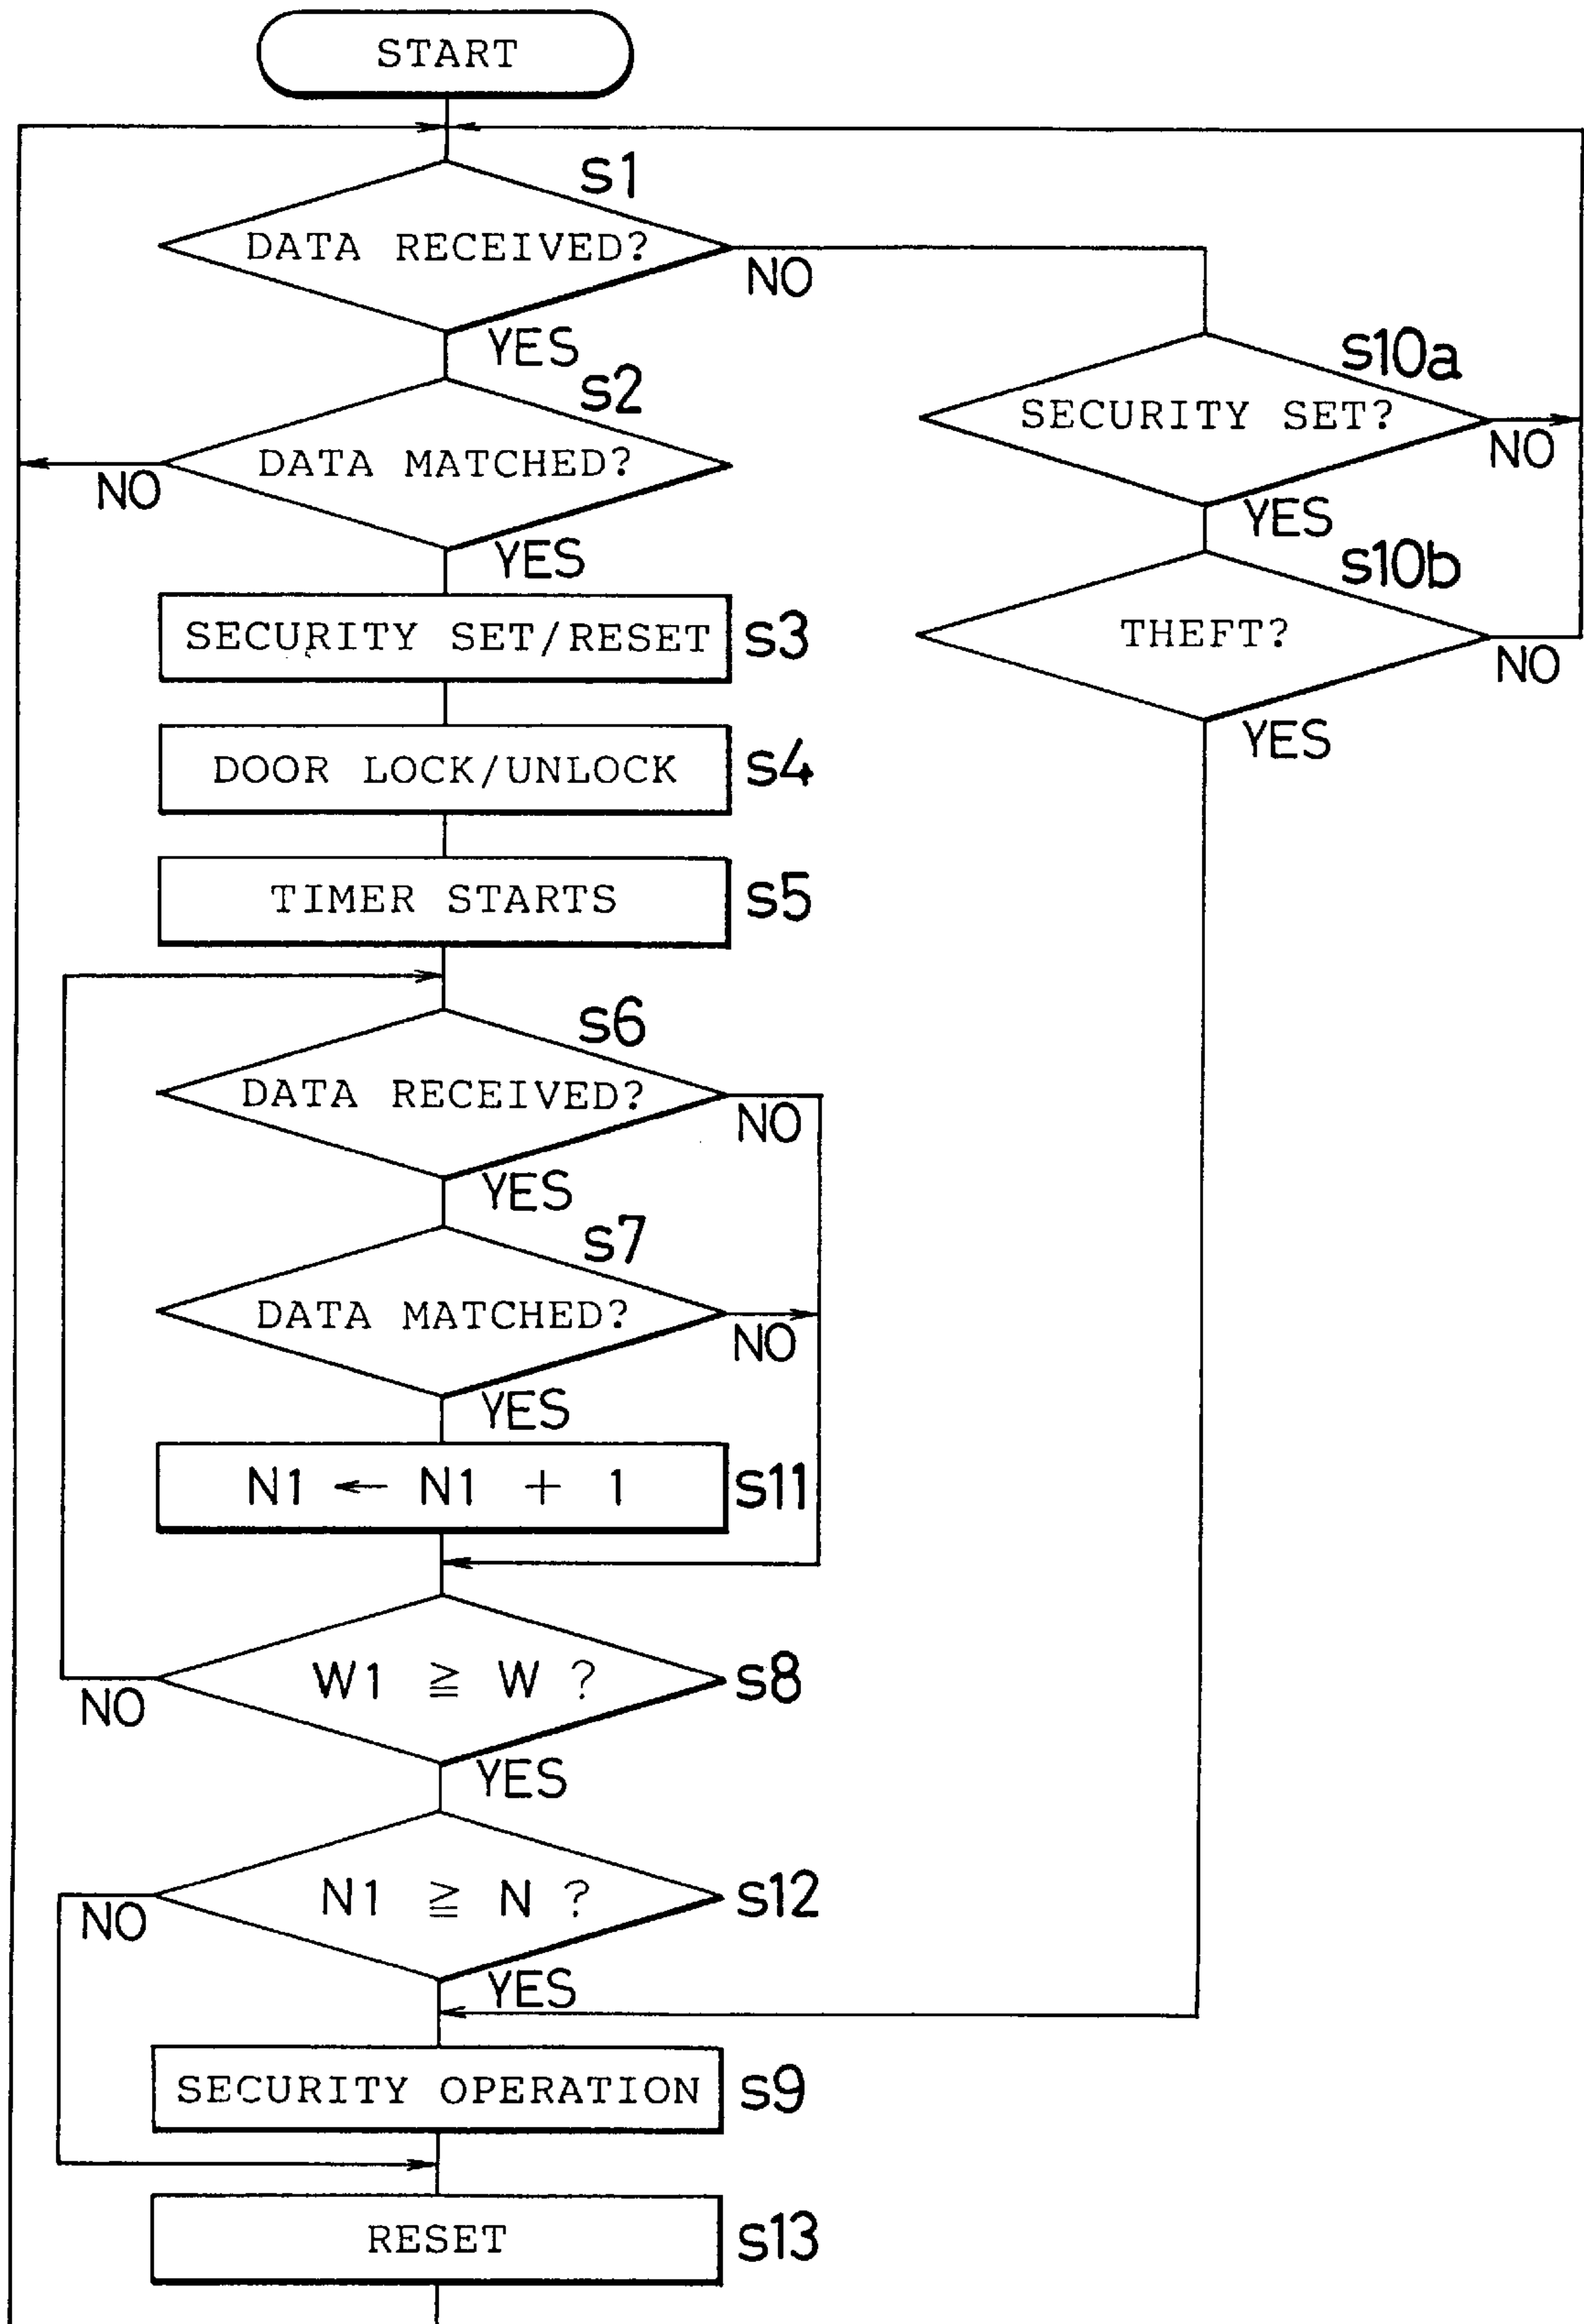 START
s1
DATA RECEIVED?
NO
YES
s2
DATA MATCHED?
NO
YES
s10a
SECURITY SET?
NO
YES
s10b
THEFT?
NO
YES
SECURITY SET/RESET s3
DOOR LOCK/UNLOCK s4
TIMER STARTS s5
s6
DATA RECEIVED?
NO
YES
s7
DATA MATCHED?
NO
YES
N1 ← N1 + 1 s11
W1 ≧ W ? s8
NO
YES
N1 ≧ N ? s12
NO
YES
SECURITY OPERATION s9
RESET s13